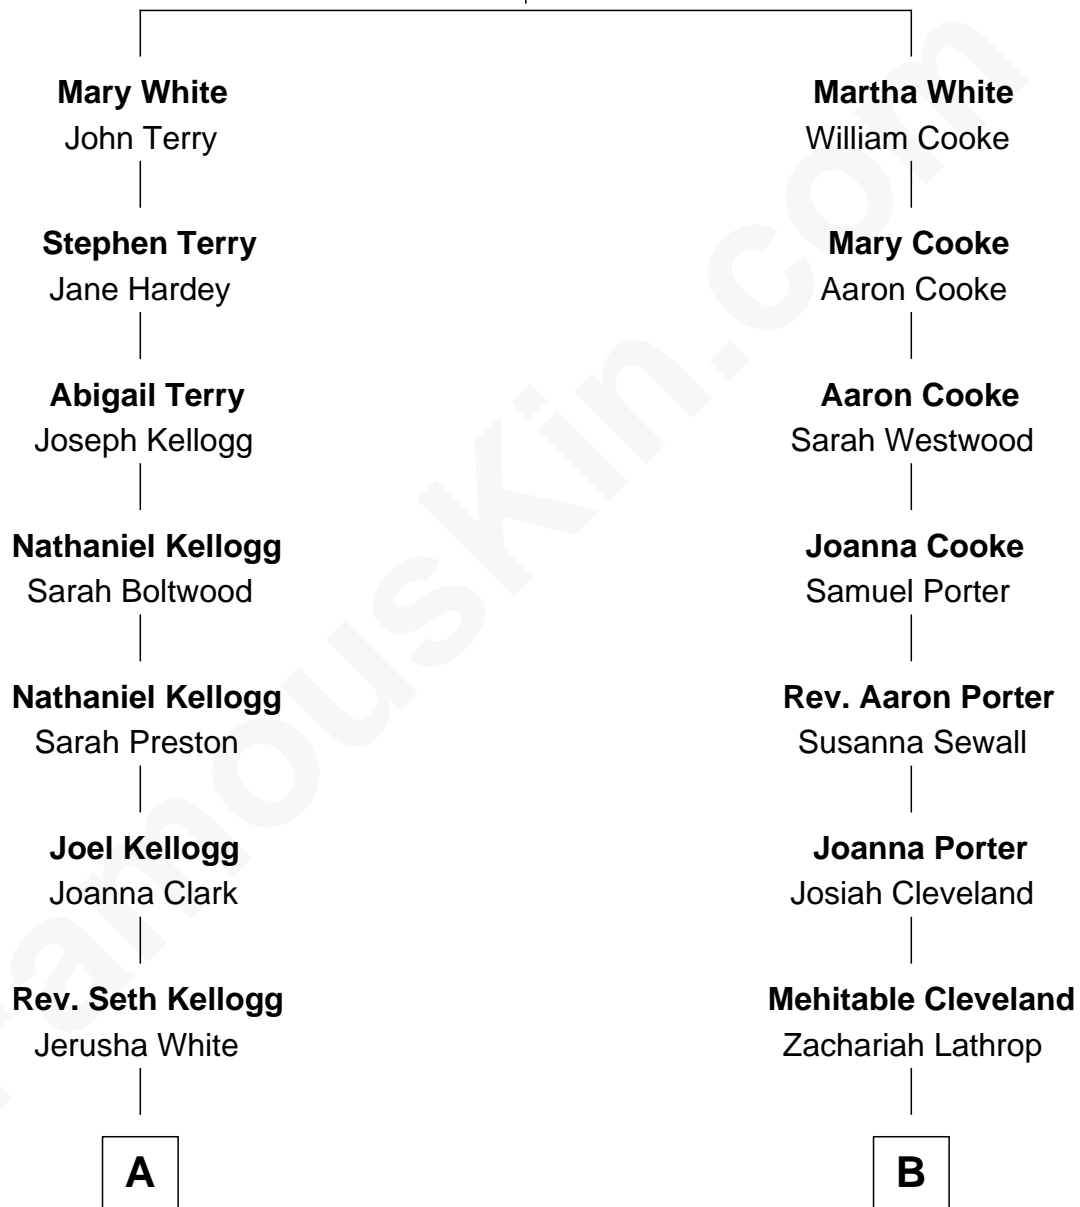 Mary White
John Terry
Martha White
William Cooke
Stephen Terry
Jane Hardey
Mary Cooke
Aaron Cooke
Abigail Terry
Joseph Kellogg
Aaron Cooke
Sarah Westwood
Nathaniel Kellogg
Sarah Boltwood
Joanna Cooke
Samuel Porter
Nathaniel Kellogg
Sarah Preston
Rev. Aaron Porter
Susanna Sewall
Joel Kellogg
Joanna Clark
Joanna Porter
Josiah Cleveland
Rev. Seth Kellogg
Jerusha White
Mehitable Cleveland
Zachariah Lathrop
A
B
FamousKin.com